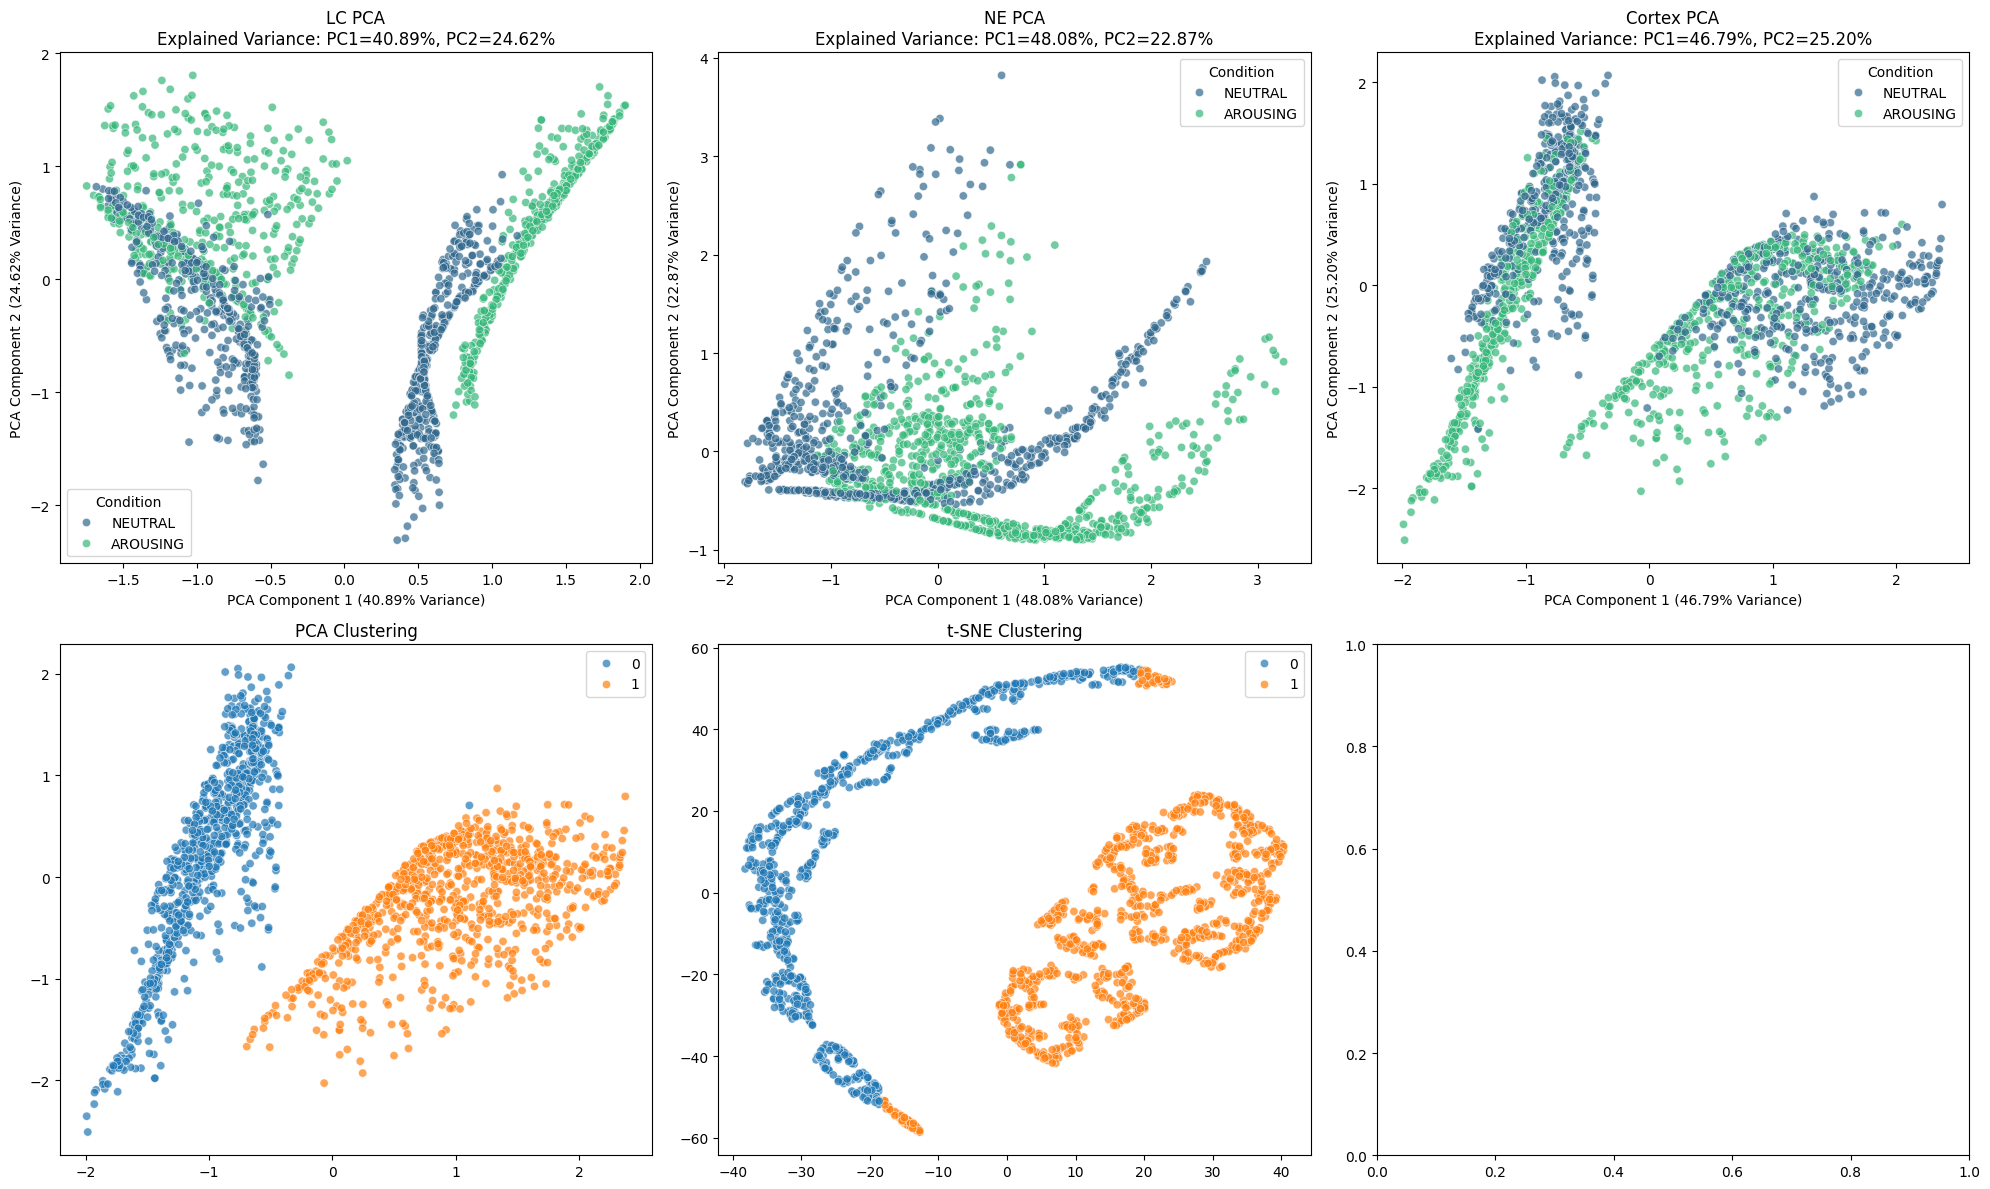 LC PCA
Explained Variance: PC1=40.89%, PC2=24.62%
PCA Component 2 (24.62% Variance)
2
1
0
−1
−2
Condition
NEUTRAL
AROUSING
−1.5 −1.0 −0.5 0.0 0.5 1.0 1.5 2.0
PCA Component 1 (40.89% Variance)
NE PCA
Explained Variance: PC1=48.08%, PC2=22.87%
PCA Component 2 (22.87% Variance)
4
3
2
1
0
−1
Condition
NEUTRAL
AROUSING
−2 −1 0 1 2 3
PCA Component 1 (48.08% Variance)
Cortex PCA
Explained Variance: PC1=46.79%, PC2=25.20%
PCA Component 2 (25.20% Variance)
2
1
0
−1
−2
Condition
NEUTRAL
AROUSING
−2 −1 0 1 2
PCA Component 1 (46.79% Variance)
PCA Clustering
2
1
0
−1
−2
0
1
−2 −1 0 1 2
t-SNE Clustering
60
40
20
0
−20
−40
−60
0
1
−40 −30 −20 −10 0 10 20 30 40
1.0
0.8
0.6
0.4
0.2
0.0
0.0 0.2 0.4 0.6 0.8 1.0